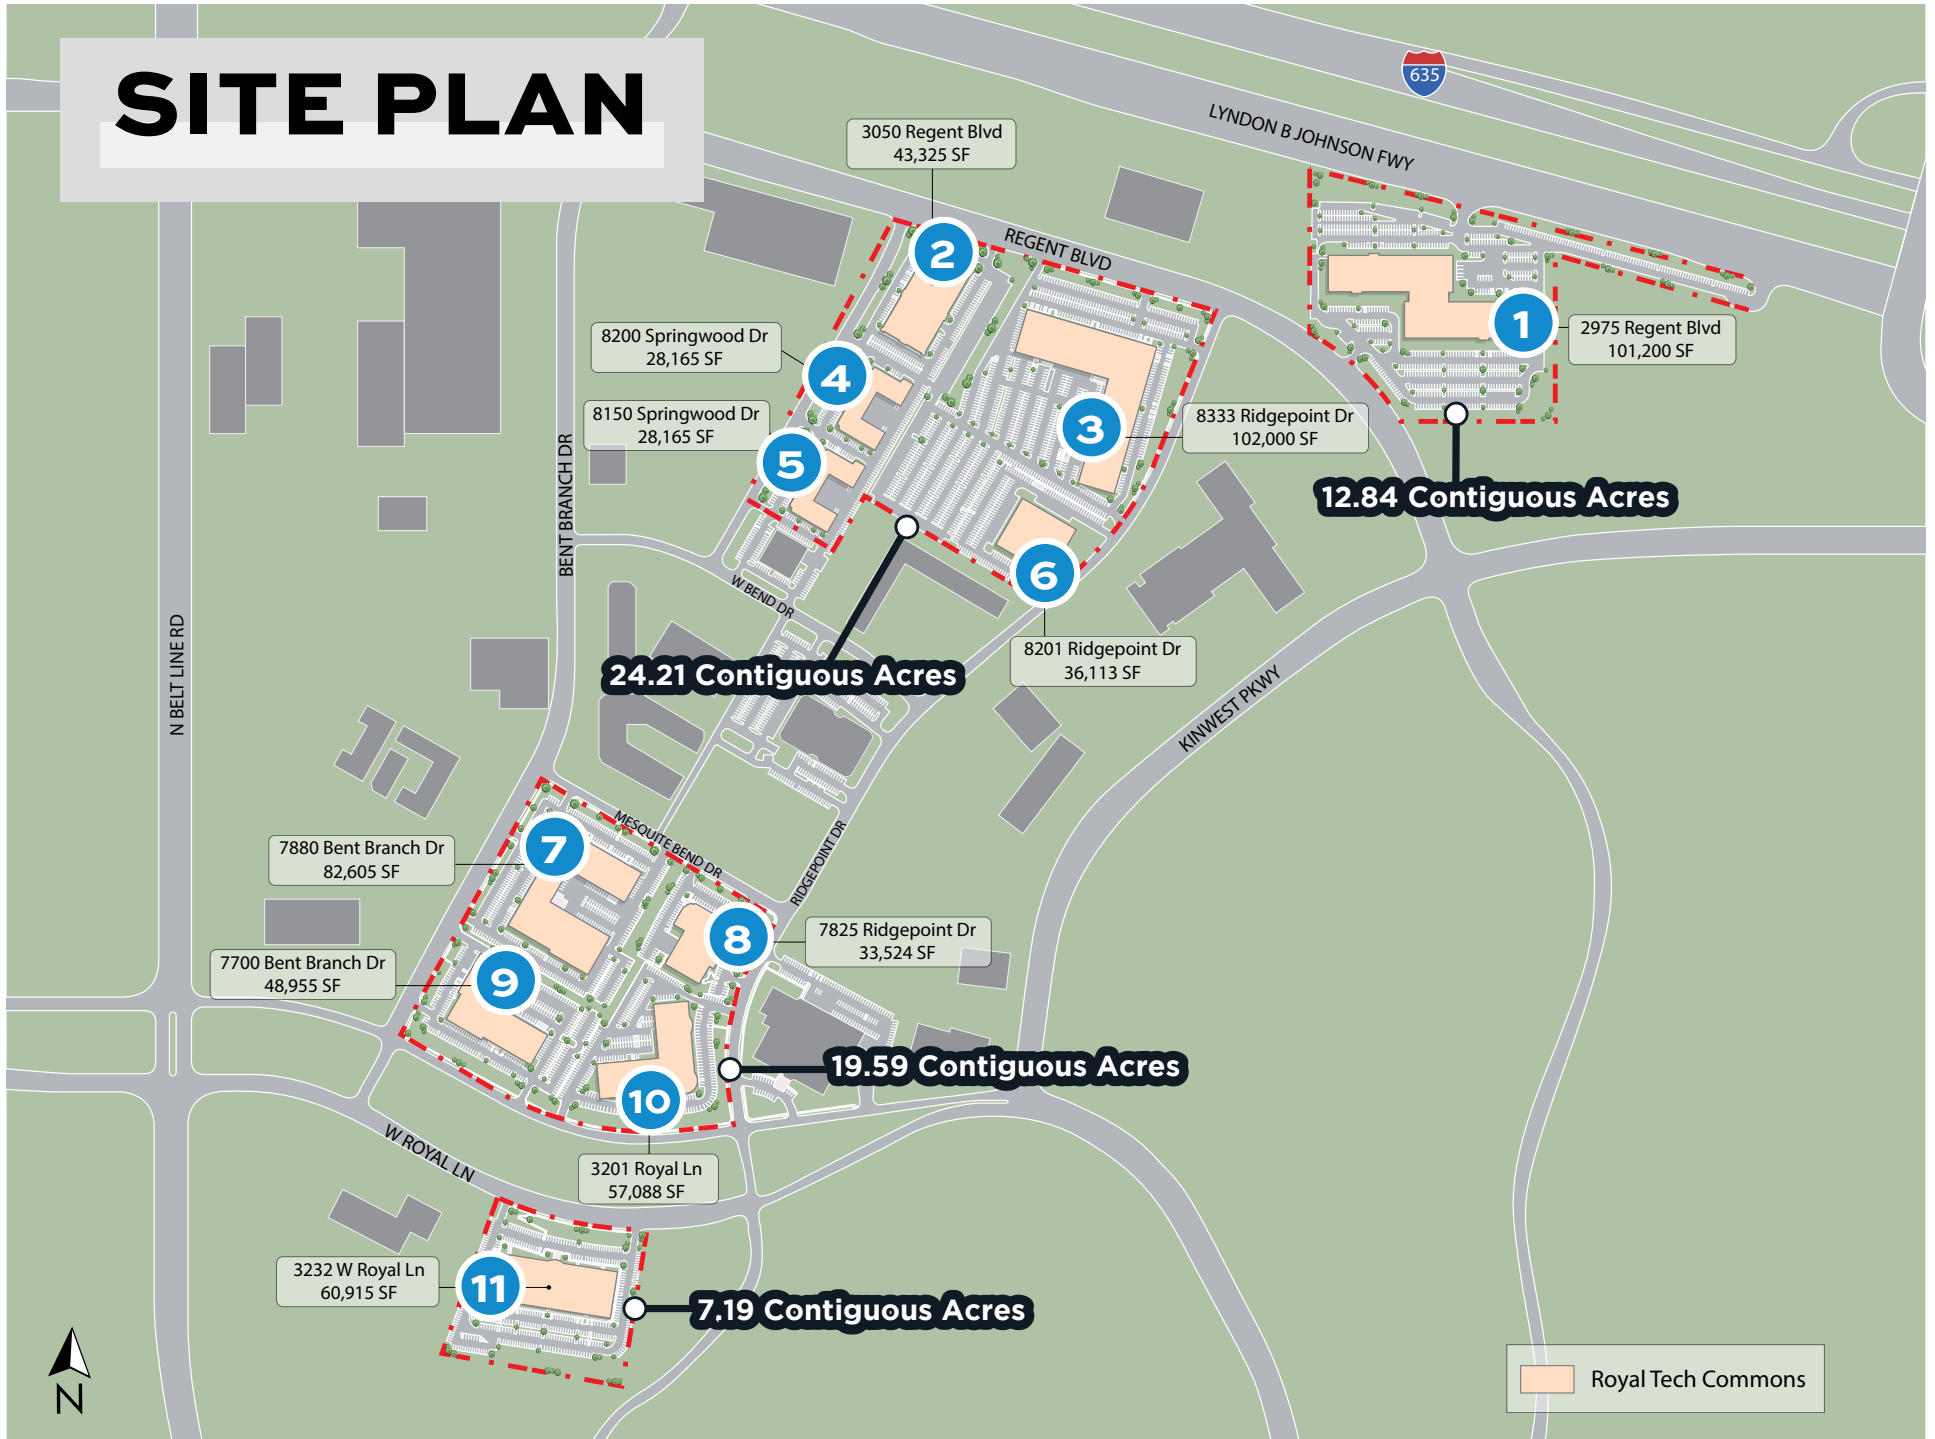 SITE PLAN
635
LYNDON B JOHNSON FWY
3050 Regent Blvd
43,325 SF
REGENT BLVD
2
1
2975 Regent Blvd
101,200 SF
8200 Springwood Dr
28,165 SF
4
8150 Springwood Dr
28,165 SF
5
3
8333 Ridgepoint Dr
102,000 SF
12.84 Contiguous Acres
BENT BRANCH DR
6
W BEND DR
8201 Ridgepoint Dr
36,113 SF
24.21 Contiguous Acres
N BELT LINE RD
KINWEST PKWY
MESQUITE BEND DR
RIDGEPOINT DR
7
7880 Bent Branch Dr
82,605 SF
8
7825 Ridgepoint Dr
33,524 SF
7700 Bent Branch Dr
48,955 SF
9
19.59 Contiguous Acres
10
W ROYAL LN
3201 Royal Ln
57,088 SF
3232 W Royal Ln
60,915 SF
11
7.19 Contiguous Acres
N
Royal Tech Commons